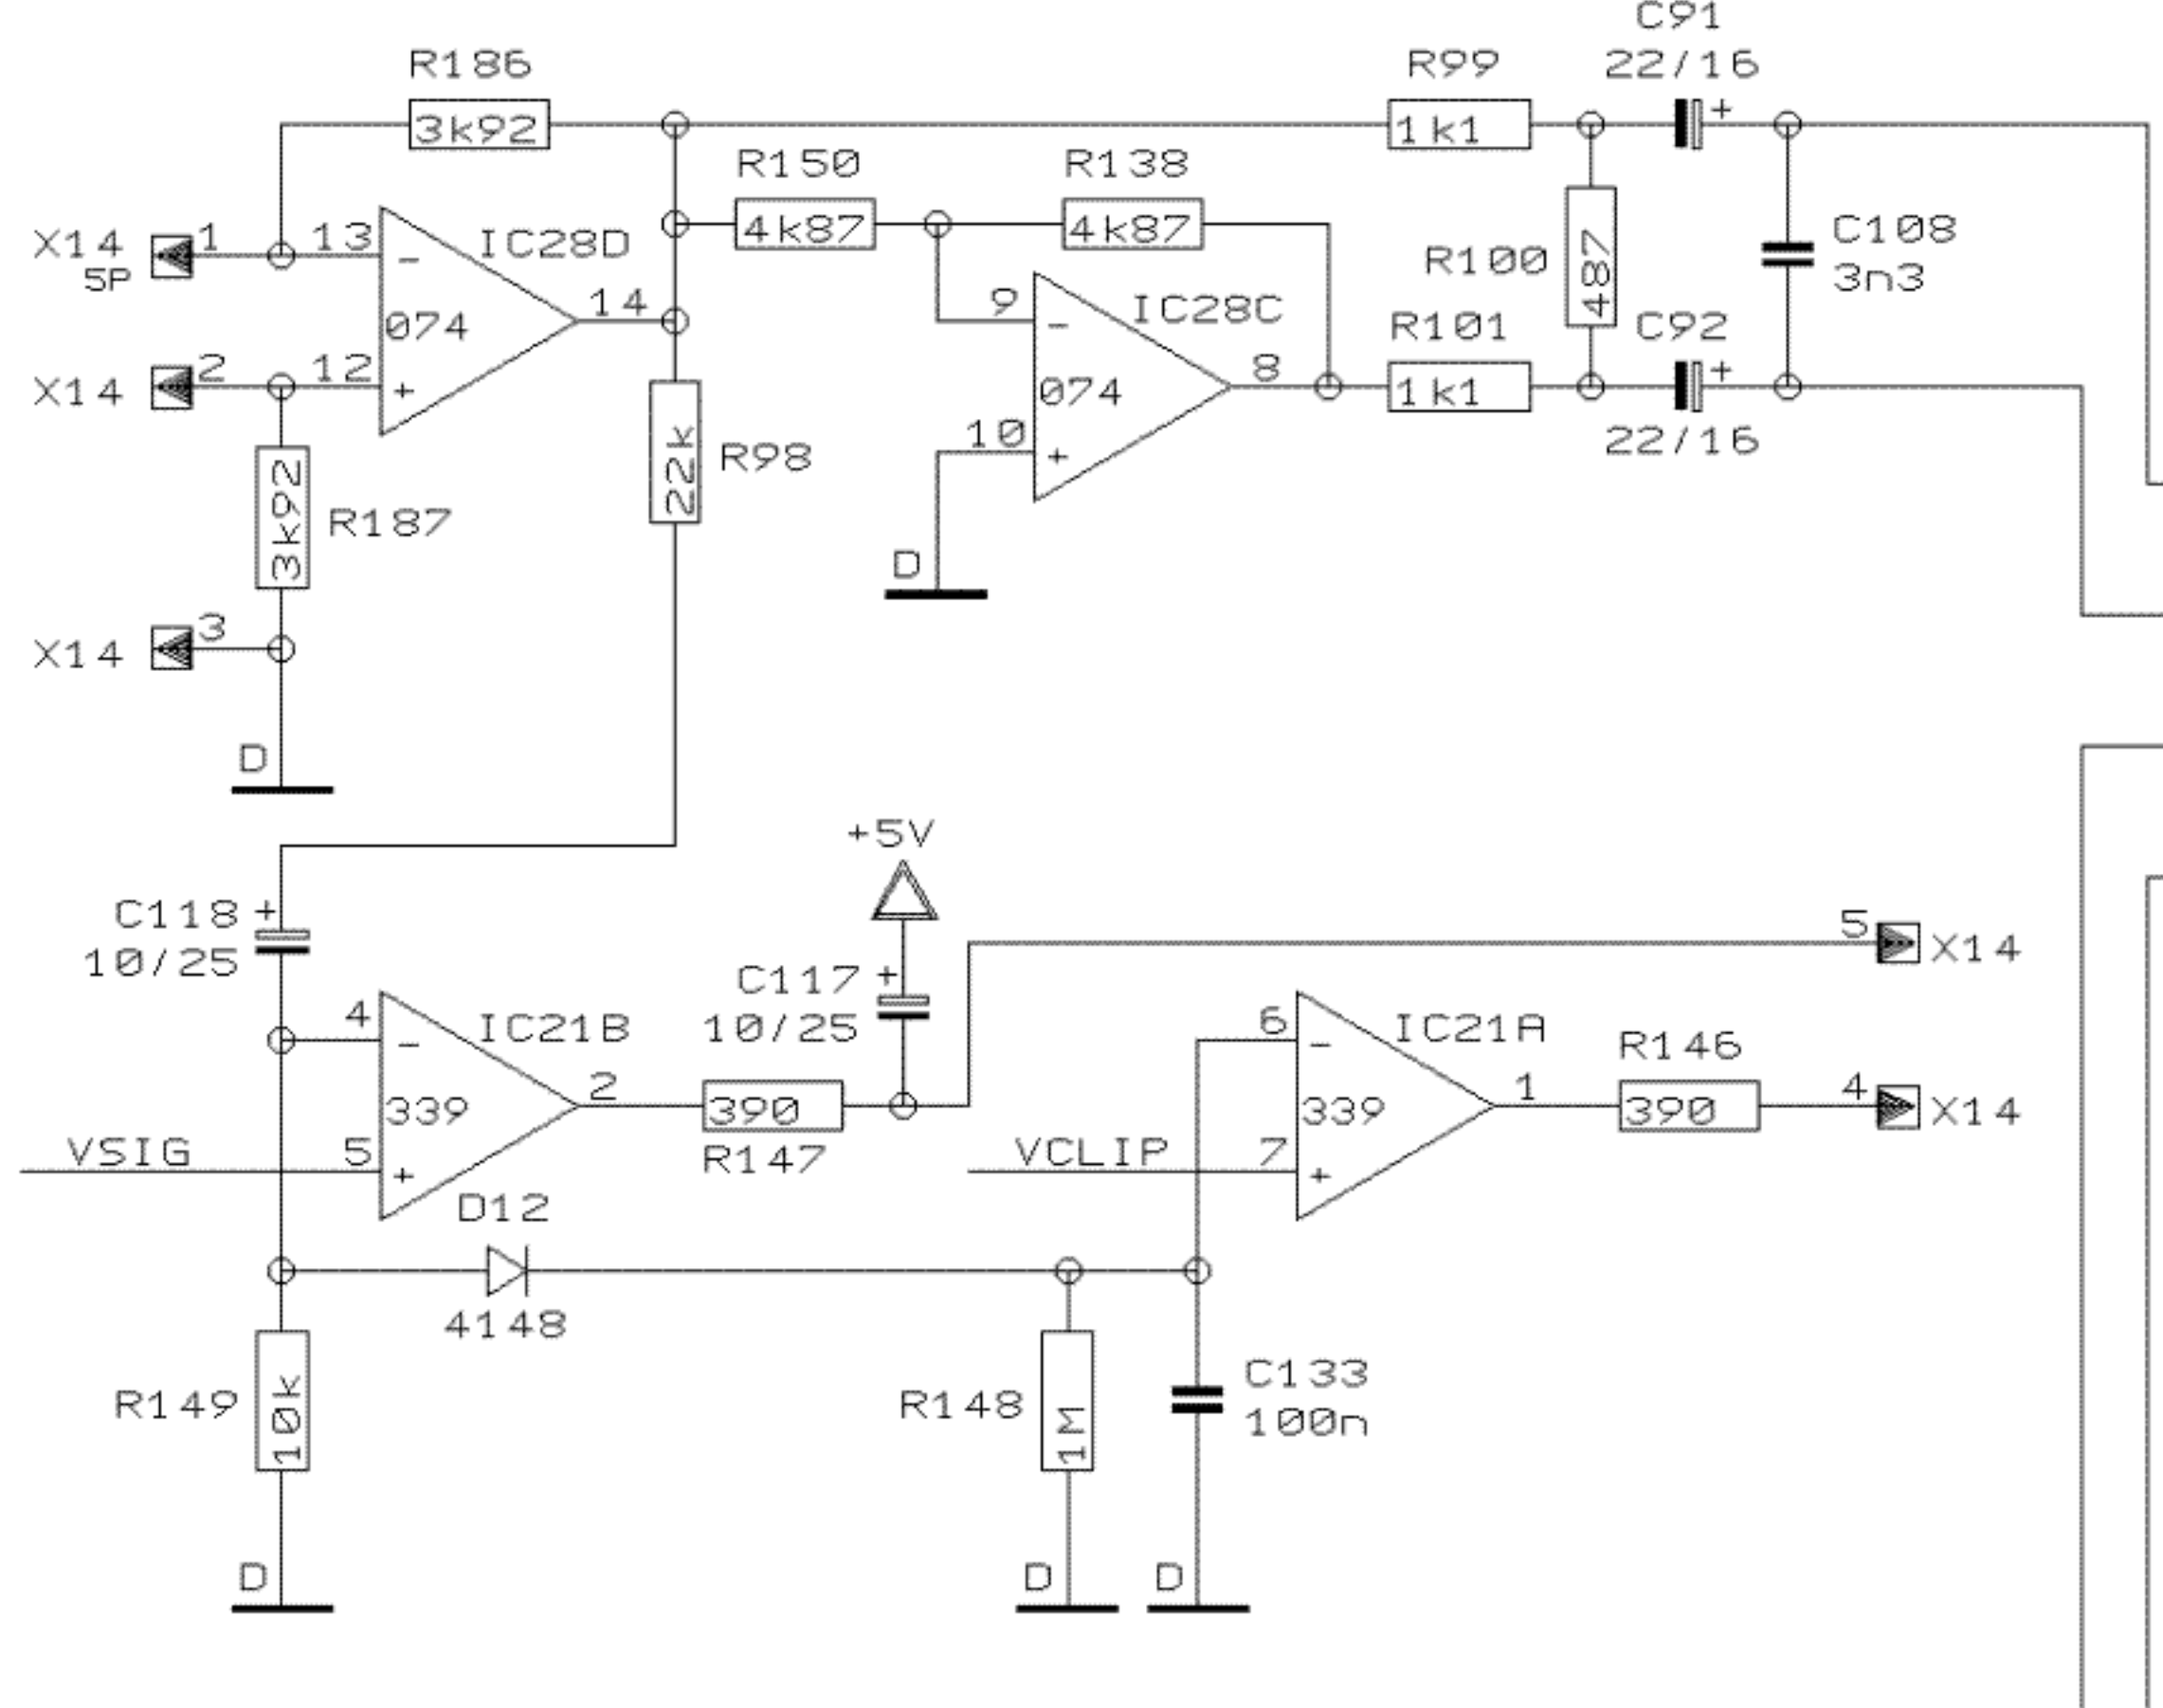 C91
R186
R99
22/16
3k92
1k1
R150
R138
X14
5P
1
13
−
IC28D
4k87
4k87
R100
487
C108
3n3
14
9
−
IC28C
074
R101
C92
X14
2
12
+
8
074
1k1
22k
R98
10
+
22/16
3k92
R187
D
X14
3
D
+5V
C118
+
10/25
5
X14
C117
+
10/25
4
−
IC21B
6
−
IC21A
R146
339
2
390
R147
339
1
390
4
X14
VSIG
5
+
VCLIP
7
+
D12
4148
R149
10k
R148
1M
C133
100n
D
D
D
+
+